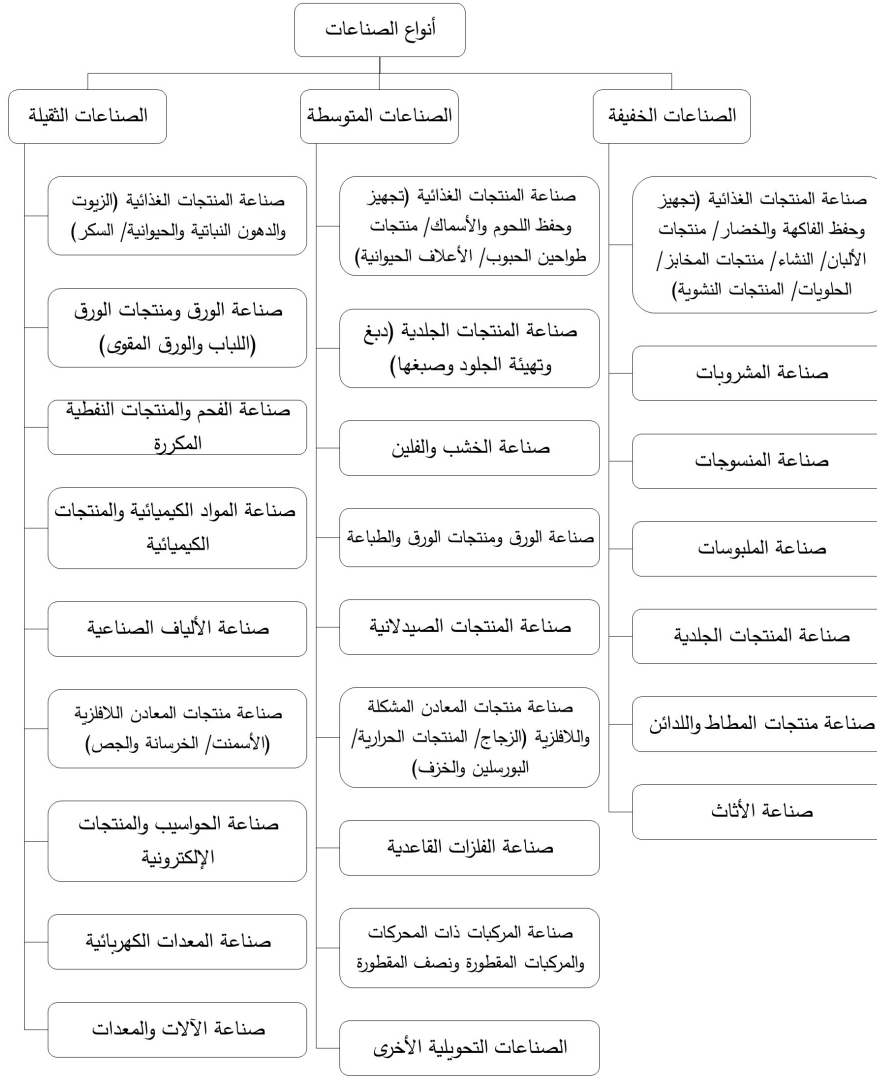 أنواع الصناعات
الصناعات الخفيفة
صناعة المنتجات الغذائية (تجهيز
وحفظ الفاكهة والخضار/ منتجات
الألبان/ النشاء/ منتجات المخابز/
الحلويات/ المنتجات النشوية)
صناعة المشروبات
صناعة المنسوجات
صناعة الملبوسات
صناعة المنتجات الجلدية
صناعة منتجات المطاط واللدائن
صناعة الأثاث
الصناعات المتوسطة
صناعة المنتجات الغذائية (تجهيز
وحفظ اللحوم والأسماك/ منتجات
طواحين الحبوب/ الأعلاف الحيوانية)
صناعة المنتجات الجلدية (دبغ
وتهيئة الجلود وصبغها)
صناعة الخشب والفلين
صناعة الورق ومنتجات الورق والطباعة
صناعة المنتجات الصيدلانية
صناعة منتجات المعادن المشكلة
واللافلزية (الزجاج/ المنتجات الحرارية/
البورسلين والخزف)
صناعة الفلزات القاعدية
صناعة المركبات ذات المحركات
والمركبات المقطورة ونصف المقطورة
الصناعات التحويلية الأخرى
الصناعات الثقيلة
صناعة المنتجات الغذائية (الزيوت
والدهون النباتية والحيوانية/ السكر)
صناعة الورق ومنتجات الورق
(اللباب والورق المقوى)
صناعة الفحم والمنتجات النفطية
المكررة
صناعة المواد الكيميائية والمنتجات
الكيميائية
صناعة الألياف الصناعية
صناعة منتجات المعادن اللافلزية
(الأسمنت/ الخرسانة والجص)
صناعة الحواسيب والمنتجات
الإلكترونية
صناعة المعدات الكهربائية
صناعة الآلات والمعدات